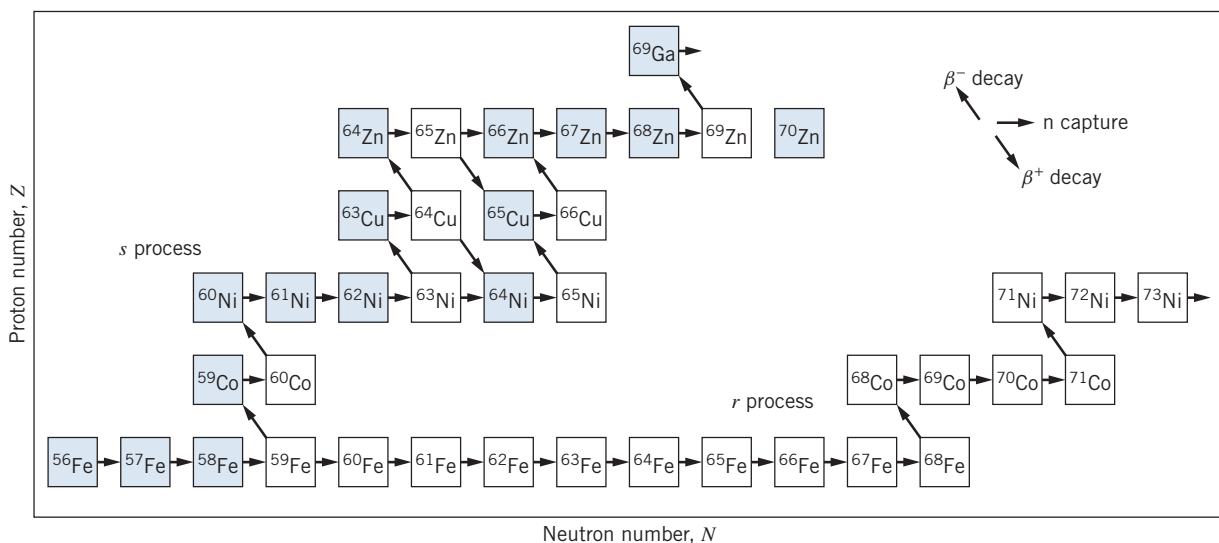 ⁶⁹Ga
β⁻ decay
n capture
β⁺ decay
⁶⁴Zn ⁶⁵Zn ⁶⁶Zn ⁶⁷Zn ⁶⁸Zn ⁶⁹Zn ⁷⁰Zn
⁶³Cu ⁶⁴Cu ⁶⁵Cu ⁶⁶Cu
s process
⁶⁰Ni ⁶¹Ni ⁶²Ni ⁶³Ni ⁶⁴Ni ⁶⁵Ni ⁷¹Ni ⁷²Ni ⁷³Ni
⁵⁹Co ⁶⁰Co ⁶⁸Co ⁶⁹Co ⁷⁰Co ⁷¹Co
r process
⁵⁶Fe ⁵⁷Fe ⁵⁸Fe ⁵⁹Fe ⁶⁰Fe ⁶¹Fe ⁶²Fe ⁶³Fe ⁶⁴Fe ⁶⁵Fe ⁶⁶Fe ⁶⁷Fe ⁶⁸Fe
Proton number, Z
Neutron number, N